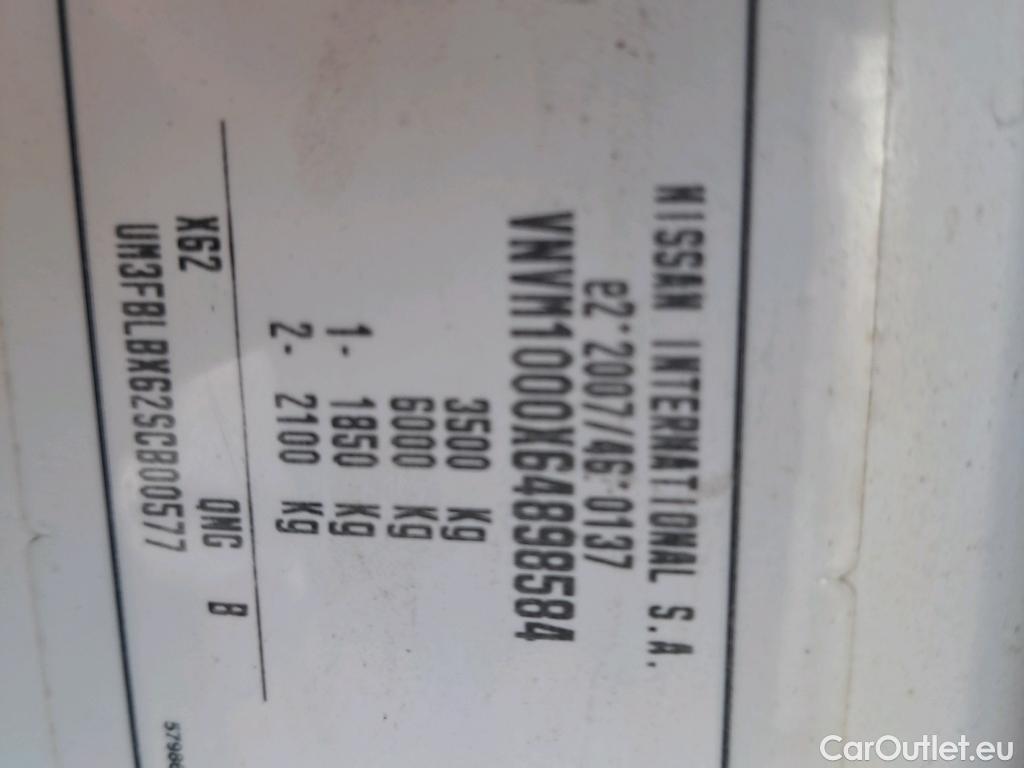 NISSAN INTERNATIONAL S.A.
e2*2007/46*0137
VNVM1000X64898584
3500 Kg
6000 Kg
1- 1850 Kg
2- 2100 Kg
X62 QNG B
UM3FBLBX62SCB00577
CarOutlet.eu